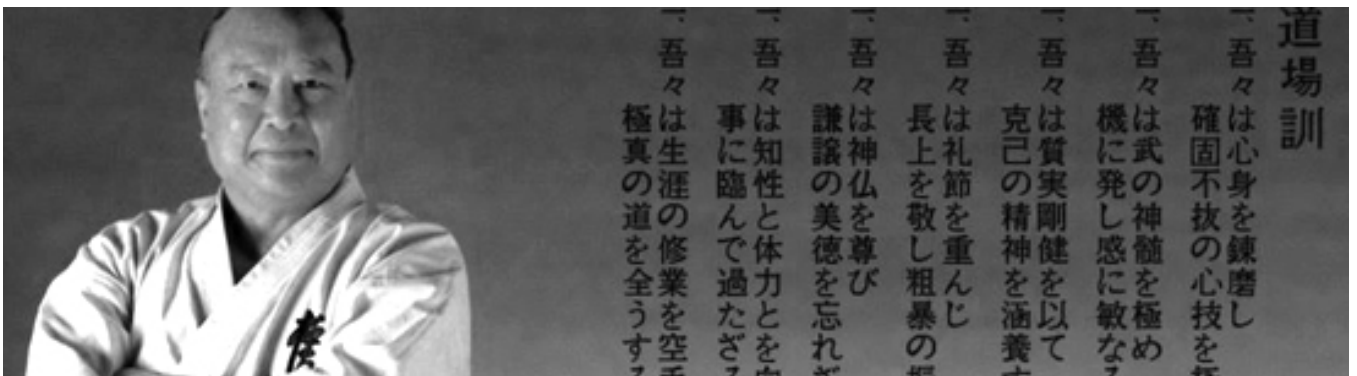 道場訓
一、吾々は心身を錬磨し
確固不抜の心技を
一、吾々は武の神髄を極め
機に発し感に敏なる
一、吾々は質実剛健を以て
克己の精神を涵養す
一、吾々は礼節を重んじ
長上を敬し粗暴の振
一、吾々は神仏を尊び
謙譲の美徳を忘れざ
一、吾々は知性と体力とを向
事に臨んで過たざる
一、吾々は生涯の修業を空手
極真の道を全うする